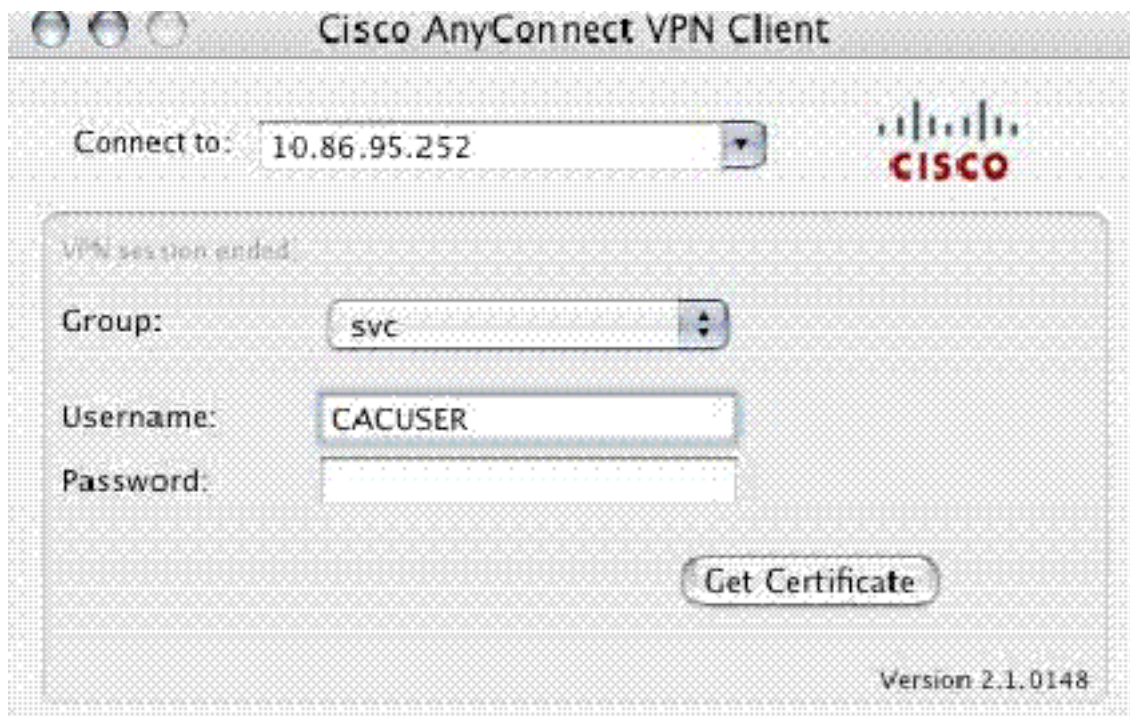 Cisco AnyConnect VPN Client
Connect to: 10.86.95.252
CISCO
VPN session ended.
Group: svc
Username: CACUSER
Password:
Get Certificate
Version 2.1.0148